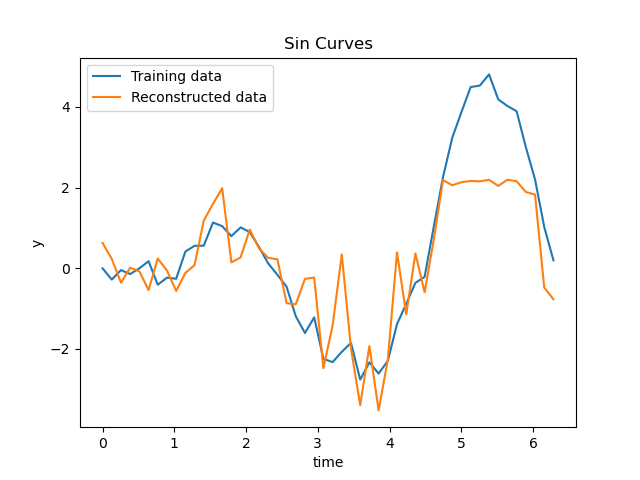 Sin Curves
Training data
Reconstructed data
y
4
2
0
−2
0 1 2 3 4 5 6
time